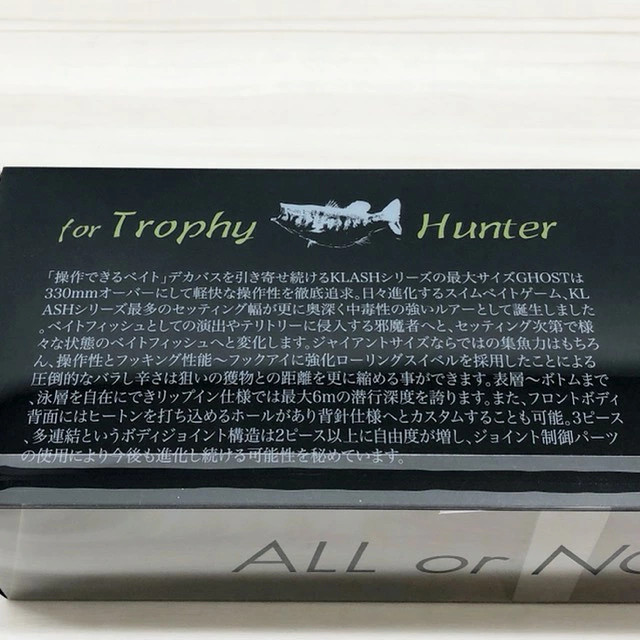 for Trophy Hunter
「操作できるベイト」デカバスを引き寄せ続けるKLASHシリーズの最大サイズGHOSTは
330mmオーバーにして軽快な操作性を徹底追求。日々進化するスイムベイトゲーム、KL
ASHシリーズ最多のセッティング幅が更に奥深く中毒性の強いルアーとして誕生しました
。ベイトフィッシュとしての演出やテリトリーに侵入する邪魔者へと、セッティング次第で様
々な状態のベイトフィッシュへと変化します。ジャイアントサイズならではの集魚力はもちろ
ん、操作性とフッキング性能～フックアイに強化ローリングスイベルを採用したことによる
圧倒的なバラし辛さは狙いの獲物との距離を更に縮める事ができます。表層～ボトムまで
、泳層を自在にできリップイン仕様では最大6mの潜行深度を誇ります。また、フロントボディ
背面にはヒートンを打ち込めるホールがあり背針仕様へとカスタムすることも可能。3ピース
、多連結というボディジョイント構造は2ピース以上に自由度が増し、ジョイント制御パーツ
の使用により今後も進化し続ける可能性を秘めています。
ALL or NO